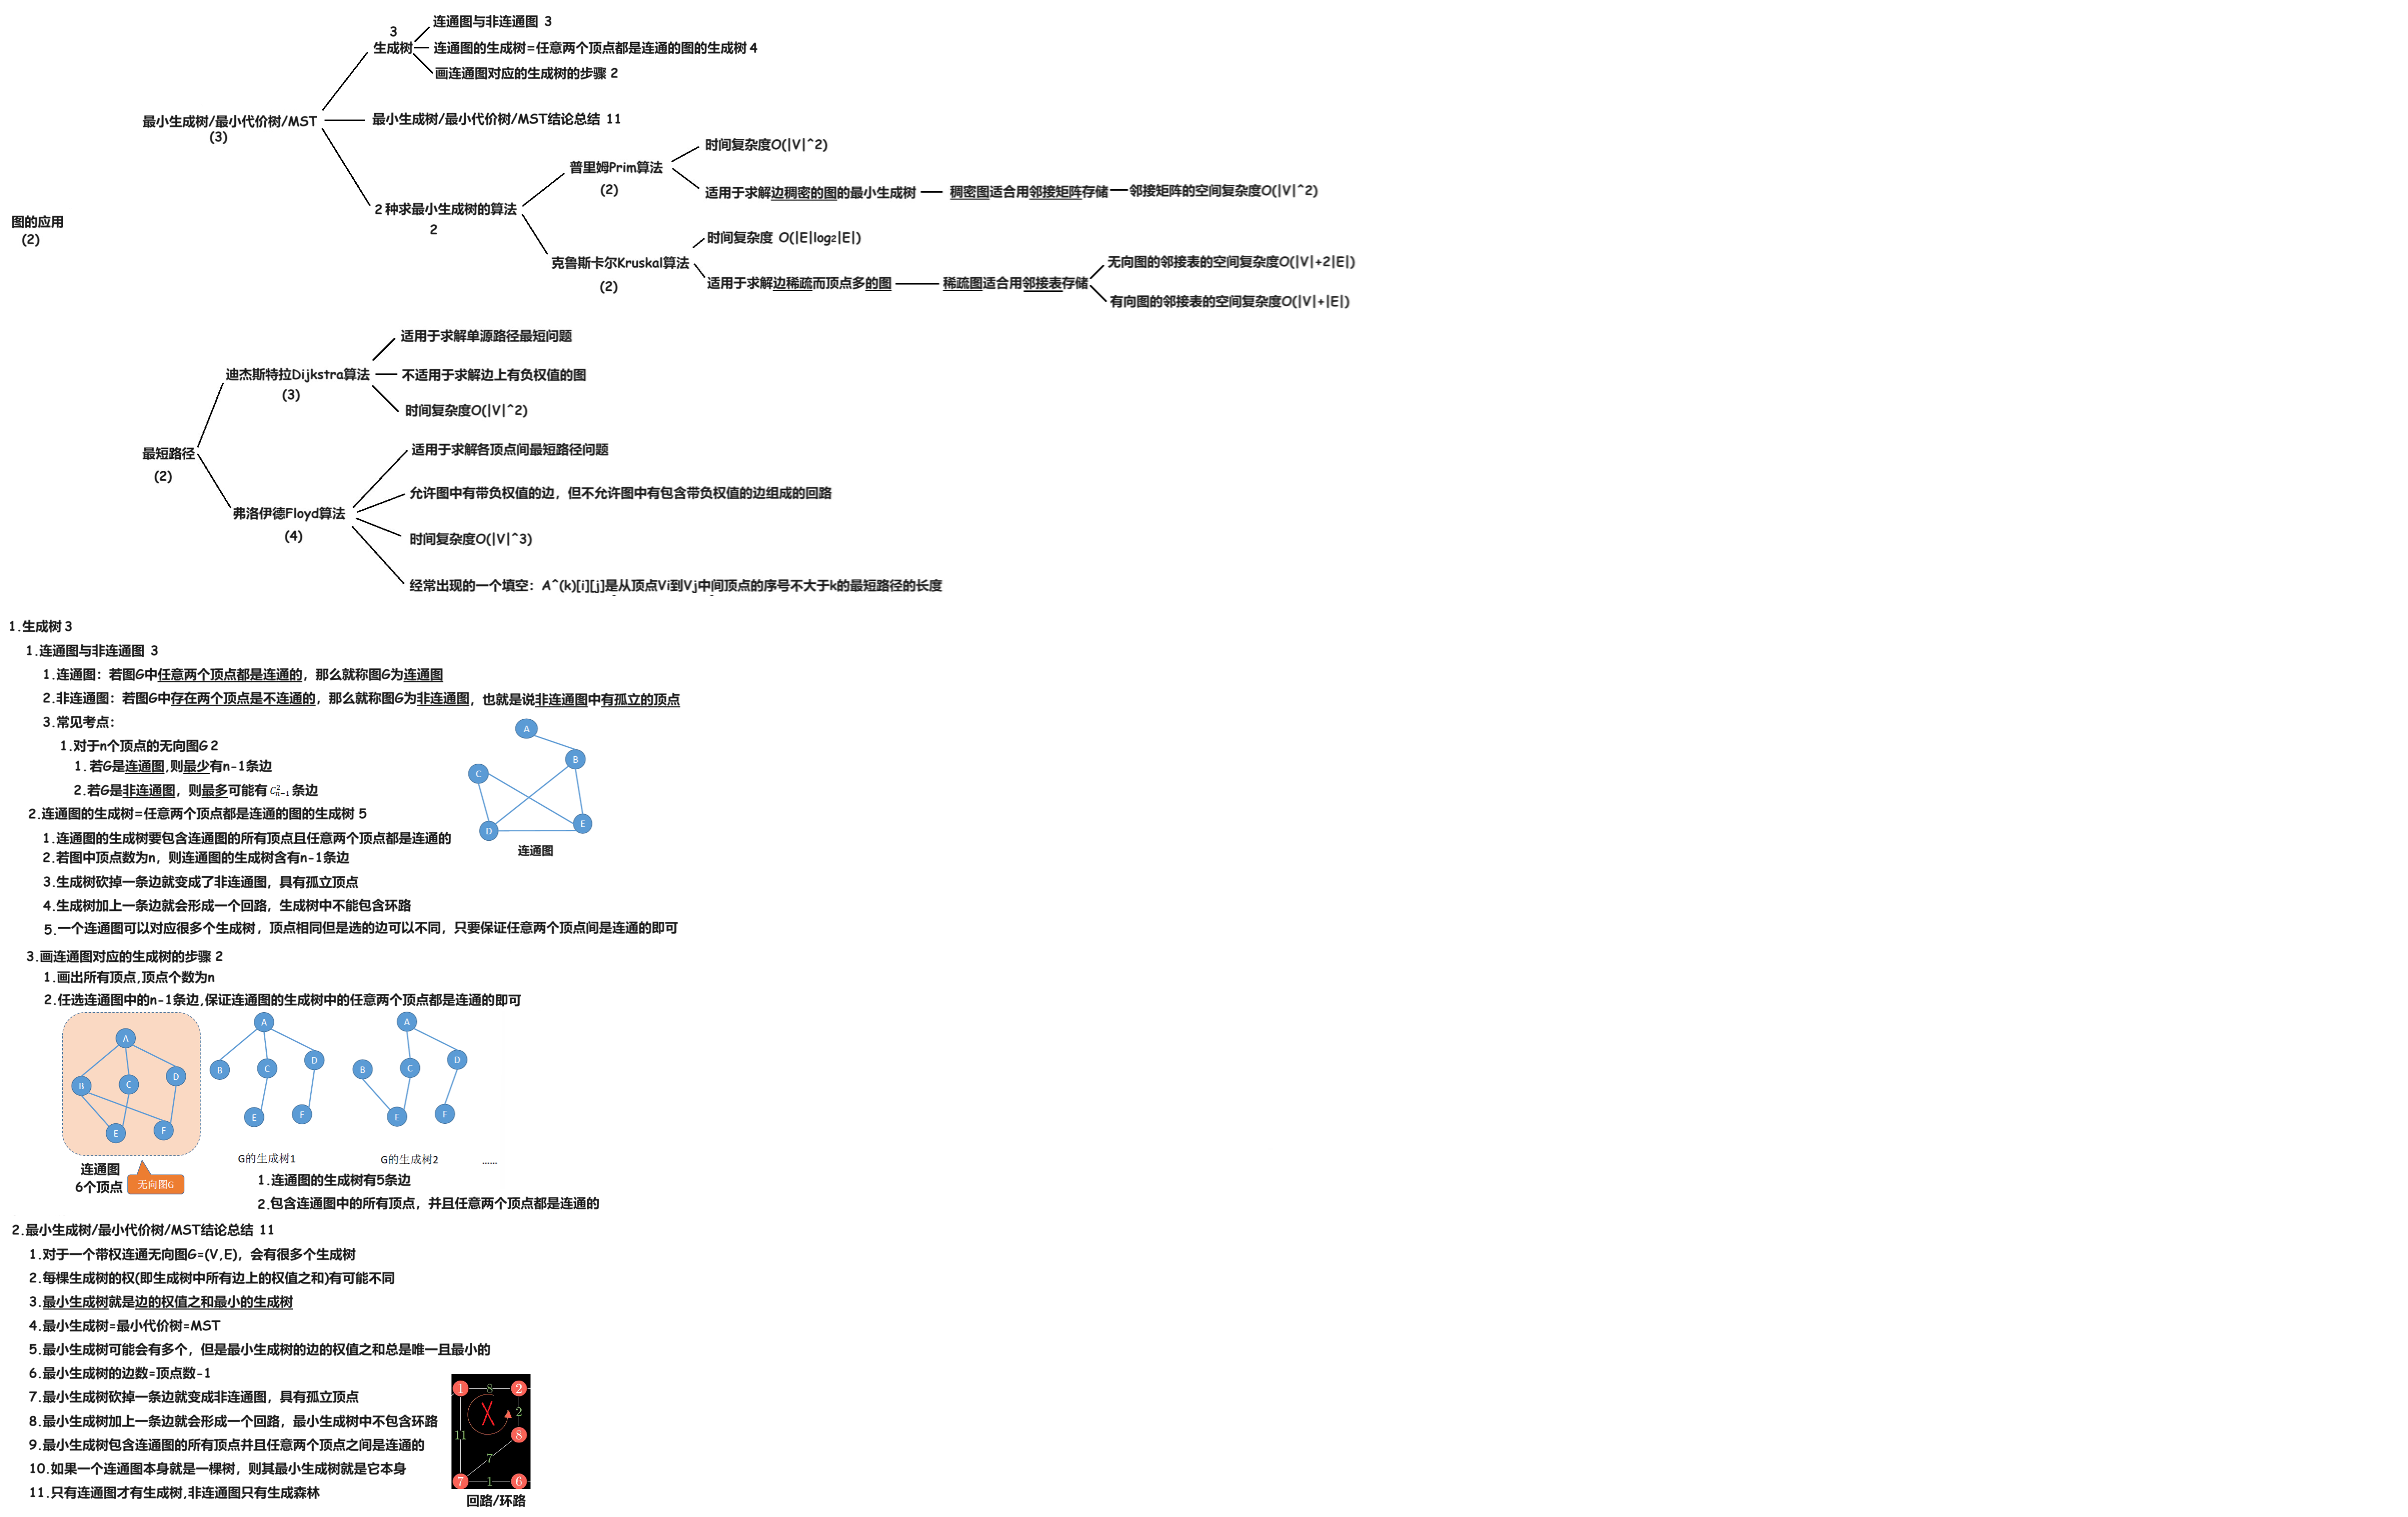 图的应用
(2)
最小生成树/最小代价树/MST
(3)
3
生成树
连通图与非连通图 3
连通图的生成树=任意两个顶点都是连通的图的生成树 4
画连通图对应的生成树的步骤 2
最小生成树/最小代价树/MST结论总结 11
2 种求最小生成树的算法
2
普里姆Prim算法
(2)
时间复杂度O(|V|^2)
适用于求解边稠密的图的最小生成树
稠密图适合用邻接矩阵存储
邻接矩阵的空间复杂度O(|V|^2)
克鲁斯卡尔Kruskal算法
(2)
时间复杂度 O(|E|log2|E|)
适用于求解边稀疏而顶点多的图
稀疏图适合用邻接表存储
无向图的邻接表的空间复杂度O(|V|+2|E|)
有向图的邻接表的空间复杂度O(|V|+|E|)
最短路径
(2)
迪杰斯特拉Dijkstra算法
(3)
适用于求解单源路径最短问题
不适用于求解边上有负权值的图
时间复杂度O(|V|^2)
弗洛伊德Floyd算法
(4)
适用于求解各顶点间最短路径问题
允许图中有带负权值的边，但不允许图中有包含带负权值的边组成的回路
时间复杂度O(|V|^3)
经常出现的一个填空：A^(k)[i][j]是从顶点Vi到Vj中间顶点的序号不大于k的最短路径的长度
1.生成树 3
1.连通图与非连通图 3
1.连通图：若图G中任意两个顶点都是连通的，那么就称图G为连通图
2.非连通图：若图G中存在两个顶点是不连通的，那么就称图G为非连通图，也就是说非连通图中有孤立的顶点
3.常见考点：
1.对于n个顶点的无向图G 2
1. 若G是连通图,则最少有n-1条边
2.若G是非连通图，则最多可能有 C²ₙ₋₁ 条边
A
B
C
D
E
连通图
2.连通图的生成树=任意两个顶点都是连通的图的生成树 5
1.连通图的生成树要包含连通图的所有顶点且任意两个顶点都是连通的
2.若图中顶点数为n，则连通图的生成树含有n-1条边
3.生成树砍掉一条边就变成了非连通图，具有孤立顶点
4.生成树加上一条边就会形成一个回路，生成树中不能包含环路
5.一个连通图可以对应很多个生成树，顶点相同但是选的边可以不同，只要保证任意两个顶点间是连通的即可
3.画连通图对应的生成树的步骤 2
1.画出所有顶点,顶点个数为n
2.任选连通图中的n-1条边,保证连通图的生成树中的任意两个顶点都是连通的即可
A
B
C
D
E
F
连通图
6个顶点
无向图G
A
B
C
D
E
F
G的生成树1
A
B
C
D
E
F
G的生成树2
……
1.连通图的生成树有5条边
2.包含连通图中的所有顶点，并且任意两个顶点都是连通的
2.最小生成树/最小代价树/MST结论总结 11
1.对于一个带权连通无向图G=(V,E)，会有很多个生成树
2.每棵生成树的权(即生成树中所有边上的权值之和)有可能不同
3.最小生成树就是边的权值之和最小的生成树
4.最小生成树=最小代价树=MST
5.最小生成树可能会有多个，但是最小生成树的边的权值之和总是唯一且最小的
6.最小生成树的边数=顶点数-1
7.最小生成树砍掉一条边就变成非连通图，具有孤立顶点
8.最小生成树加上一条边就会形成一个回路，最小生成树中不包含环路
9.最小生成树包含连通图的所有顶点并且任意两个顶点之间是连通的
10.如果一个连通图本身就是一棵树，则其最小生成树就是它本身
11.只有连通图才有生成树,非连通图只有生成森林
1 8 2
X 2
11 8
7
7 1 6
回路/环路